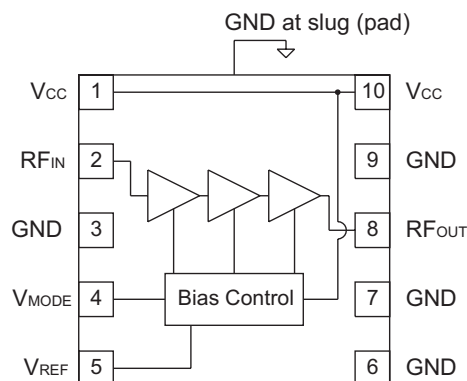 GND at slug (pad)
VCC 1 10 VCC
RFIN 2 9 GND
GND 3 8 RFOUT
VMODE 4 Bias Control 7 GND
VREF 5 6 GND